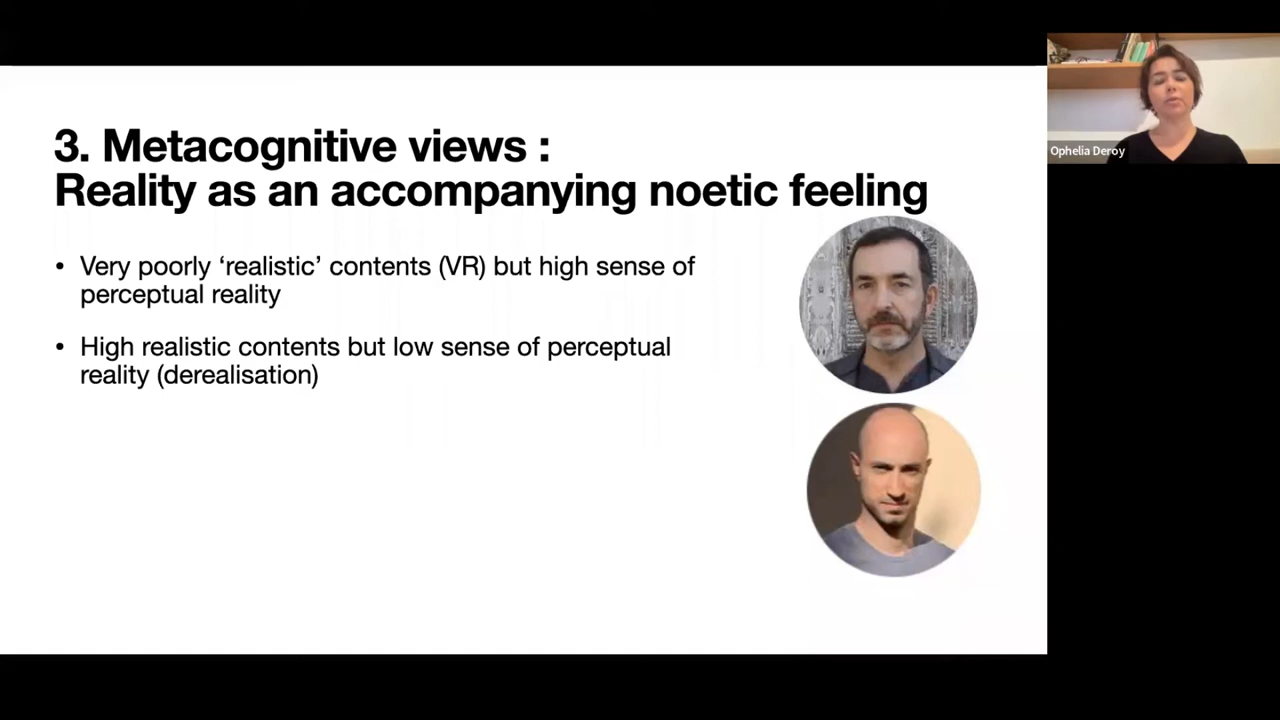 3. Metacognitive views :
Reality as an accompanying noetic feeling
• Very poorly ‘realistic’ contents (VR) but high sense of
perceptual reality
• High realistic contents but low sense of perceptual
reality (derealisation)
Ophelia Deroy